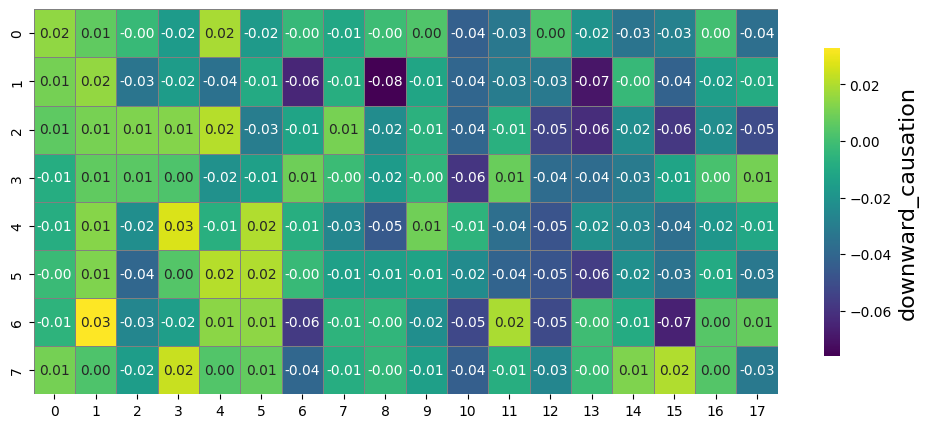 0 0.02 0.01 -0.00 -0.02 0.02 -0.02 -0.00 -0.01 -0.00 0.00 -0.04 -0.03 0.00 -0.02 -0.03 -0.03 0.00 -0.04
1 0.01 0.02 -0.03 -0.02 -0.04 -0.01 -0.06 -0.01 -0.08 -0.01 -0.04 -0.03 -0.03 -0.07 -0.00 -0.04 -0.02 -0.01
2 0.01 0.01 0.01 0.01 0.02 -0.03 -0.01 0.01 -0.02 -0.01 -0.04 -0.01 -0.05 -0.06 -0.02 -0.06 -0.02 -0.05
3 -0.01 0.01 0.01 0.00 -0.02 -0.01 0.01 -0.00 -0.02 -0.00 -0.06 0.01 -0.04 -0.04 -0.03 -0.01 0.00 0.01
4 -0.01 0.01 -0.02 0.03 -0.01 0.02 -0.01 -0.03 -0.05 0.01 -0.01 -0.04 -0.05 -0.02 -0.03 -0.04 -0.02 -0.01
5 -0.00 0.01 -0.04 0.00 0.02 0.02 -0.00 -0.01 -0.01 -0.01 -0.02 -0.04 -0.05 -0.06 -0.02 -0.03 -0.01 -0.03
6 -0.01 0.03 -0.03 -0.02 0.01 0.01 -0.06 -0.01 -0.00 -0.02 -0.05 0.02 -0.05 -0.00 -0.01 -0.07 0.00 0.01
7 0.01 0.00 -0.02 0.02 0.00 0.01 -0.04 -0.01 -0.01 -0.01 -0.04 -0.01 -0.03 -0.00 0.01 0.02 0.00 -0.03
0 1 2 3 4 5 6 7 8 9 10 11 12 13 14 15 16 17
0.02
0.00
−0.02
−0.04
−0.06
downward_causation